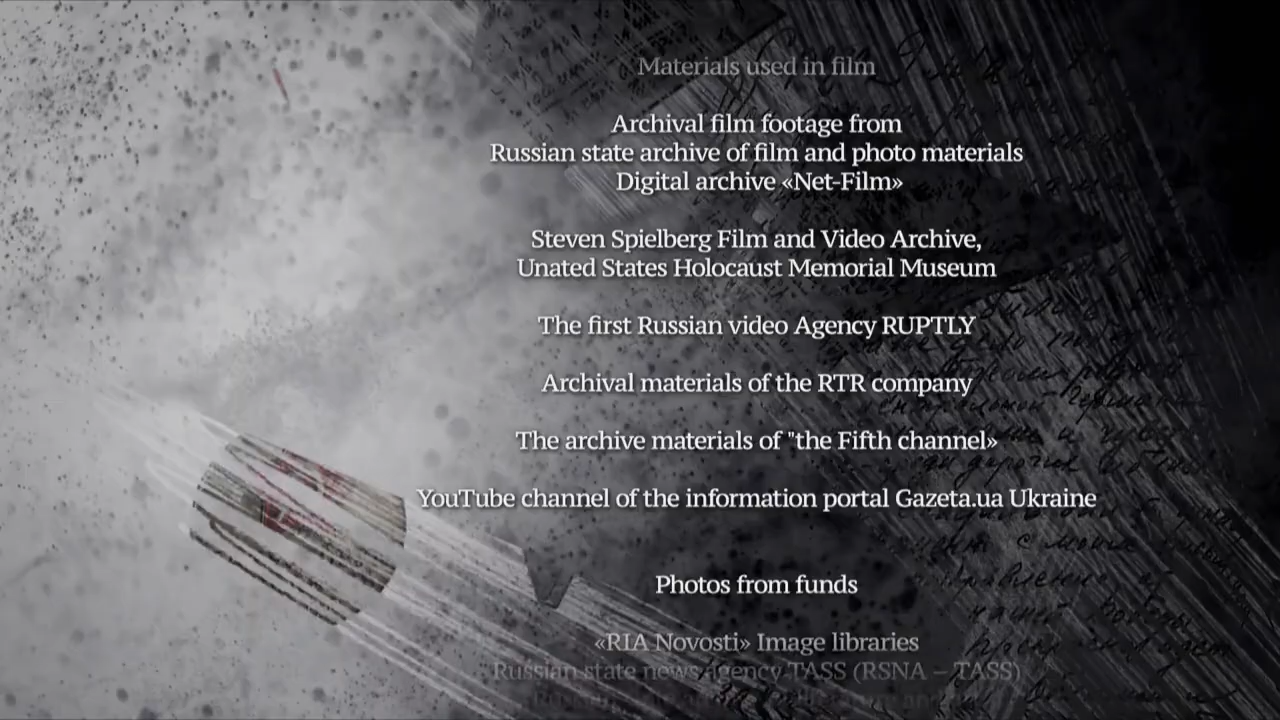 Materials used in film
Archival film footage from
Russian state archive of film and photo materials
Digital archive «Net-Film»
Steven Spielberg Film and Video Archive,
Unated States Holocaust Memorial Museum
The first Russian video Agency RUPTLY
Archival materials of the RTR company
The archive materials of "the Fifth channel»
YouTube channel of the information portal Gazeta.ua Ukraine
Photos from funds
«RIA Novosti» Image libraries
Russian state news agency TASS (RSNA – TASS)